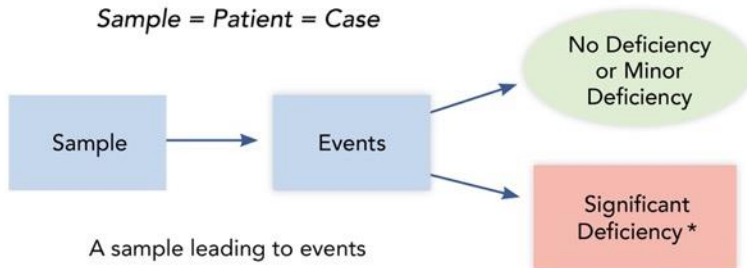 Sample = Patient = Case
No Deficiency
or Minor
Deficiency
Sample
Events
Significant
Deficiency *
A sample leading to events